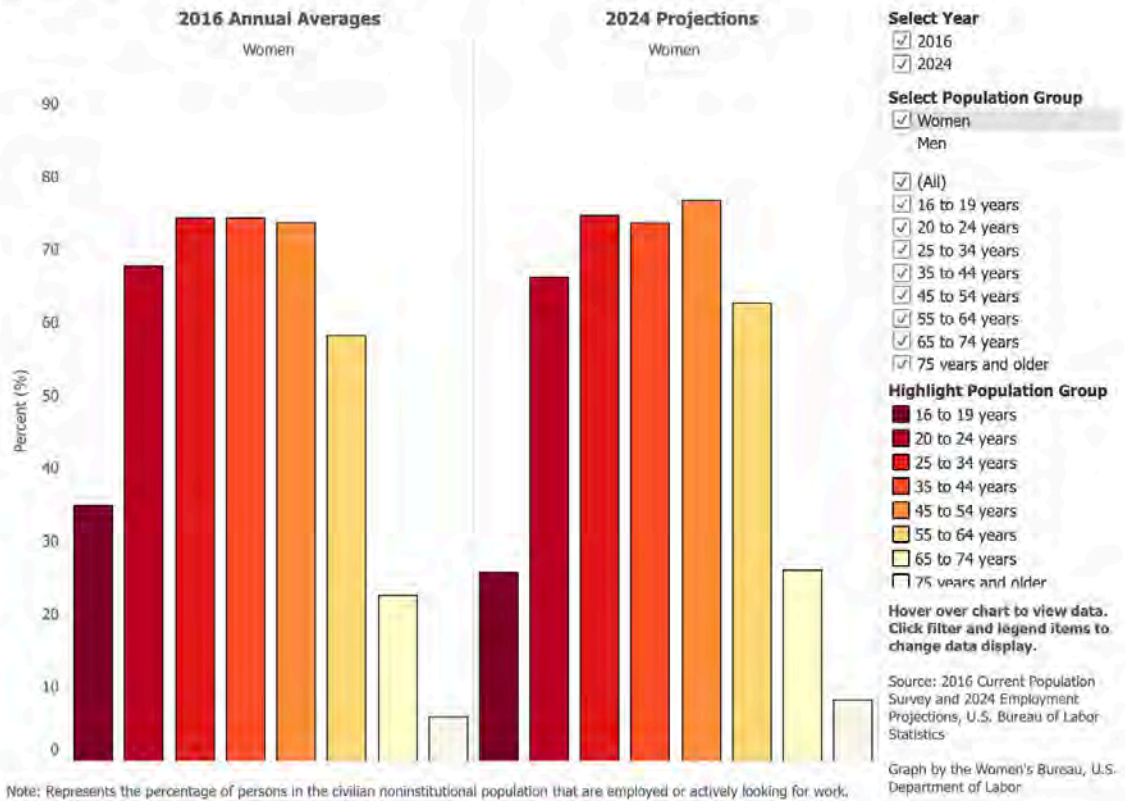 2016 Annual Averages
Women
2024 Projections
Women
Percent (%)
90
80
70
60
50
40
30
20
10
0
Select Year
2016
2024
Select Population Group
Women
Men
(All)
16 to 19 years
20 to 24 years
25 to 34 years
35 to 44 years
45 to 54 years
55 to 64 years
65 to 74 years
75 years and older
Highlight Population Group
16 to 19 years
20 to 24 years
25 to 34 years
35 to 44 years
45 to 54 years
55 to 64 years
65 to 74 years
75 years and older
Hover over chart to view data.
Click filter and legend items to
change data display.
Source: 2016 Current Population
Survey and 2024 Employment
Projections, U.S. Bureau of Labor
Statistics
Graph by the Women's Bureau, U.S.
Department of Labor
Note: Represents the percentage of persons in the civilian noninstitutional population that are employed or actively looking for work.